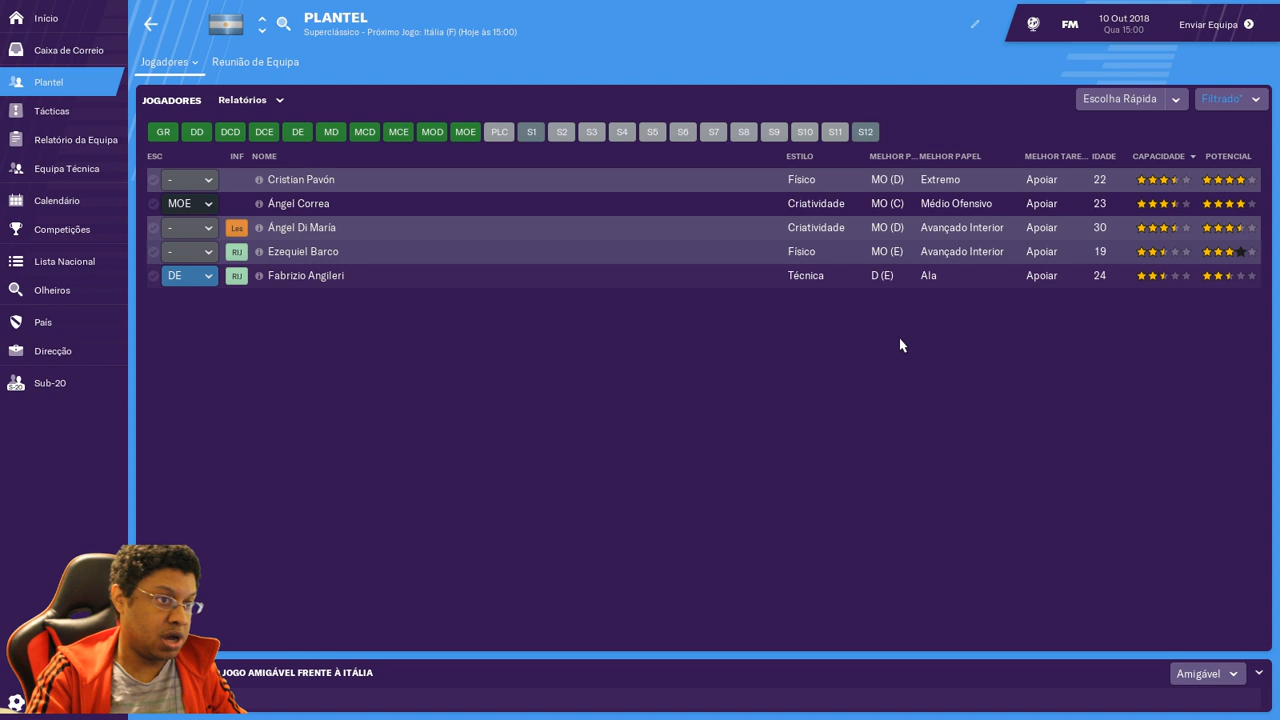 Início
Caixa de Correio
Plantel
Tácticas
Relatório da Equipa
Equipa Técnica
Calendário
Competições
Lista Nacional
Olheiros
País
Direcção
S-20 Sub-20
PLANTEL
Superclássico - Próximo Jogo: Itália (F) (Hoje às 15:00)
FM
10 Out 2018
Qua 15:00
Enviar Equipa
Jogadores
Reunião de Equipa
JOGADORES
Relatórios
Escolha Rápida
Filtrado*
GR DD DCD DCE DE MD MCD MCE MOD MOE PLC S1 S2 S3 S4 S5 S6 S7 S8 S9 S10 S11 S12
ESC INF NOME ESTILO MELHOR P... MELHOR PAPEL MELHOR TARE... IDADE CAPACIDADE POTENCIAL
- Cristian Pavón Físico MO (D) Extremo Apoiar 22
MOE Ángel Correa Criatividade MO (C) Médio Ofensivo Apoiar 23
- Les Ángel Di María Criatividade MO (D) Avançado Interior Apoiar 30
- RIJ Ezequiel Barco Físico MO (E) Avançado Interior Apoiar 19
DE RIJ Fabrizio Angileri Técnica D (E) Ala Apoiar 24
JOGO AMIGÁVEL FRENTE À ITÁLIA
Amigável